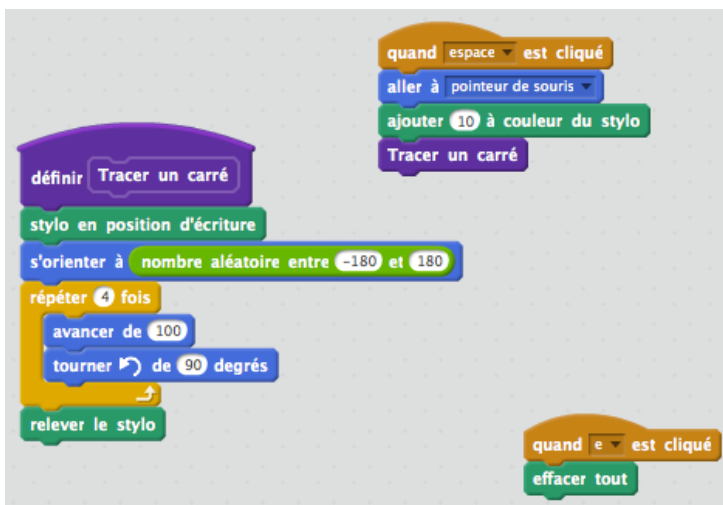 quand espace est cliqué
aller à pointeur de souris
ajouter 10 à couleur du stylo
Tracer un carré
définir Tracer un carré
stylo en position d'écriture
s'orienter à nombre aléatoire entre -180 et 180
répéter 4 fois
avancer de 100
tourner de 90 degrés
relever le stylo
quand e est cliqué
effacer tout